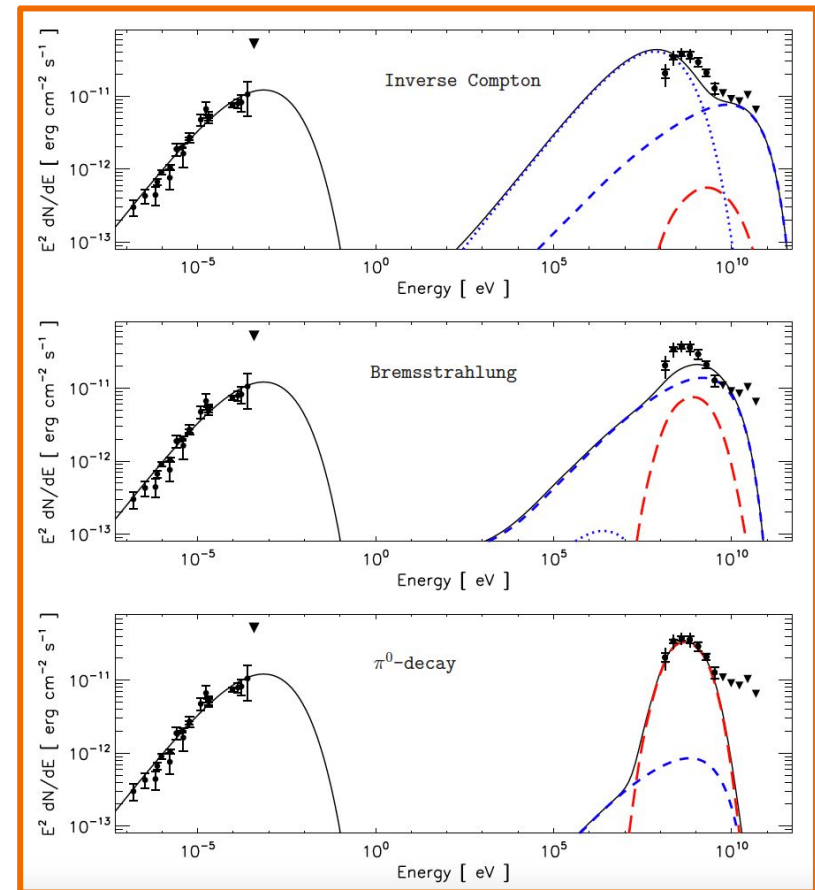 E² dN/dE [ erg cm⁻² s⁻¹ ]
10⁻¹¹
10⁻¹²
10⁻¹³
Inverse Compton
10⁻⁵
10⁰
10⁵
10¹⁰
Energy [ eV ]
E² dN/dE [ erg cm⁻² s⁻¹ ]
10⁻¹¹
10⁻¹²
10⁻¹³
Bremsstrahlung
10⁻⁵
10⁰
10⁵
10¹⁰
Energy [ eV ]
E² dN/dE [ erg cm⁻² s⁻¹ ]
10⁻¹¹
10⁻¹²
10⁻¹³
π⁰-decay
10⁻⁵
10⁰
10⁵
10¹⁰
Energy [ eV ]